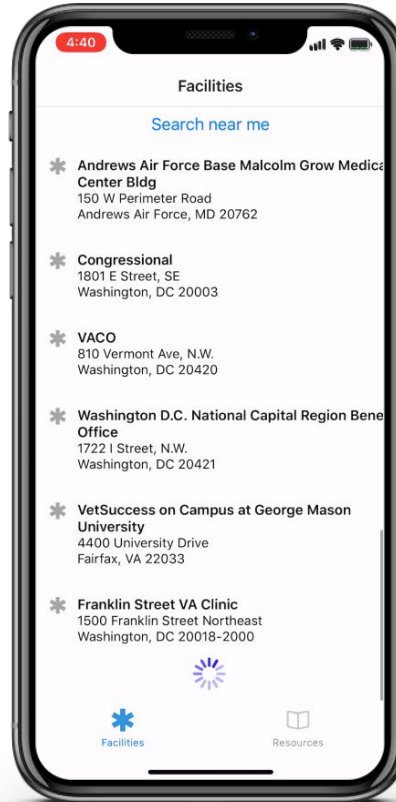 4:40
Facilities
Search near me
Andrews Air Force Base Malcolm Grow Medica
Center Bldg
150 W Perimeter Road
Andrews Air Force, MD 20762
Congressional
1801 E Street, SE
Washington, DC 20003
VACO
810 Vermont Ave, N.W.
Washington, DC 20420
Washington D.C. National Capital Region Bene
Office
1722 I Street, N.W.
Washington, DC 20421
VetSuccess on Campus at George Mason
University
4400 University Drive
Fairfax, VA 22033
Franklin Street VA Clinic
1500 Franklin Street Northeast
Washington, DC 20018-2000
Facilities
Resources